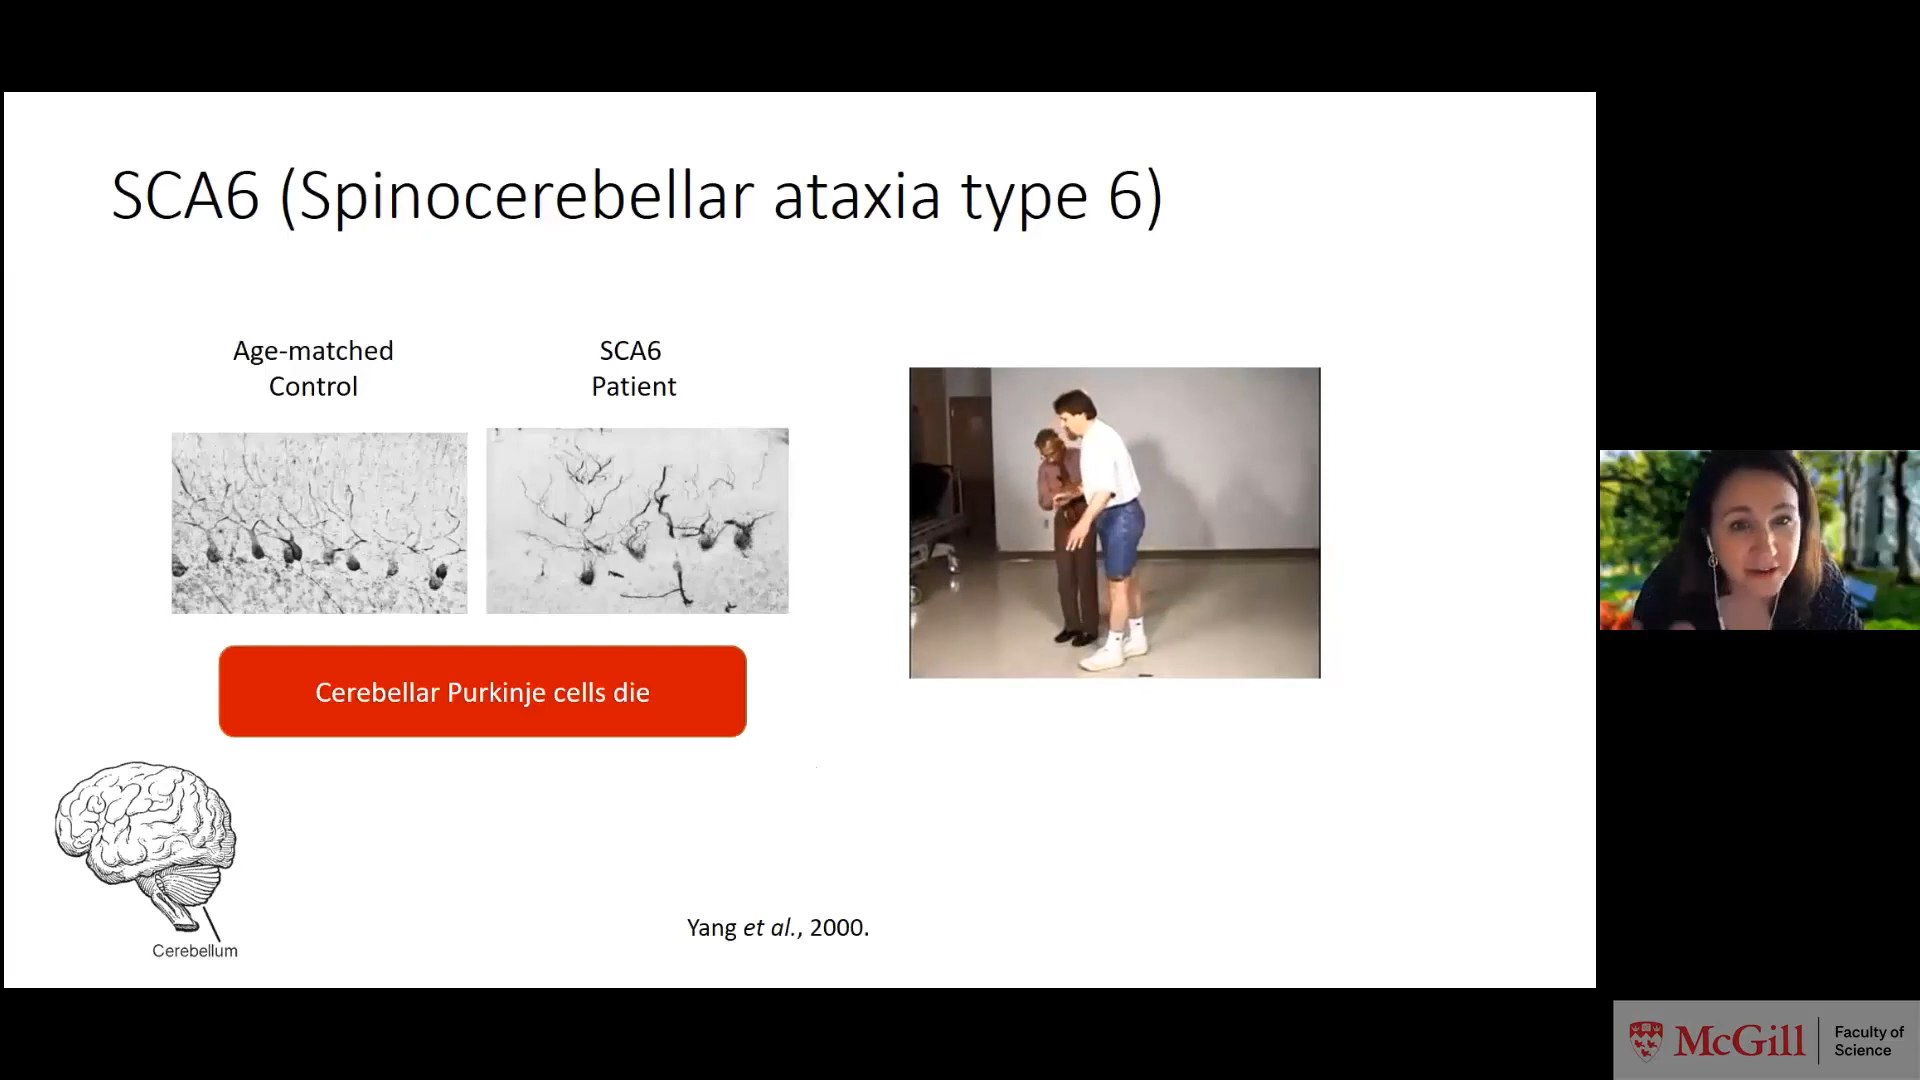 SCA6 (Spinocerebellar ataxia type 6)
Age-matched
Control
SCA6
Patient
Cerebellar Purkinje cells die
Cerebellum
Yang et al., 2000.
McGill
Faculty of
Science